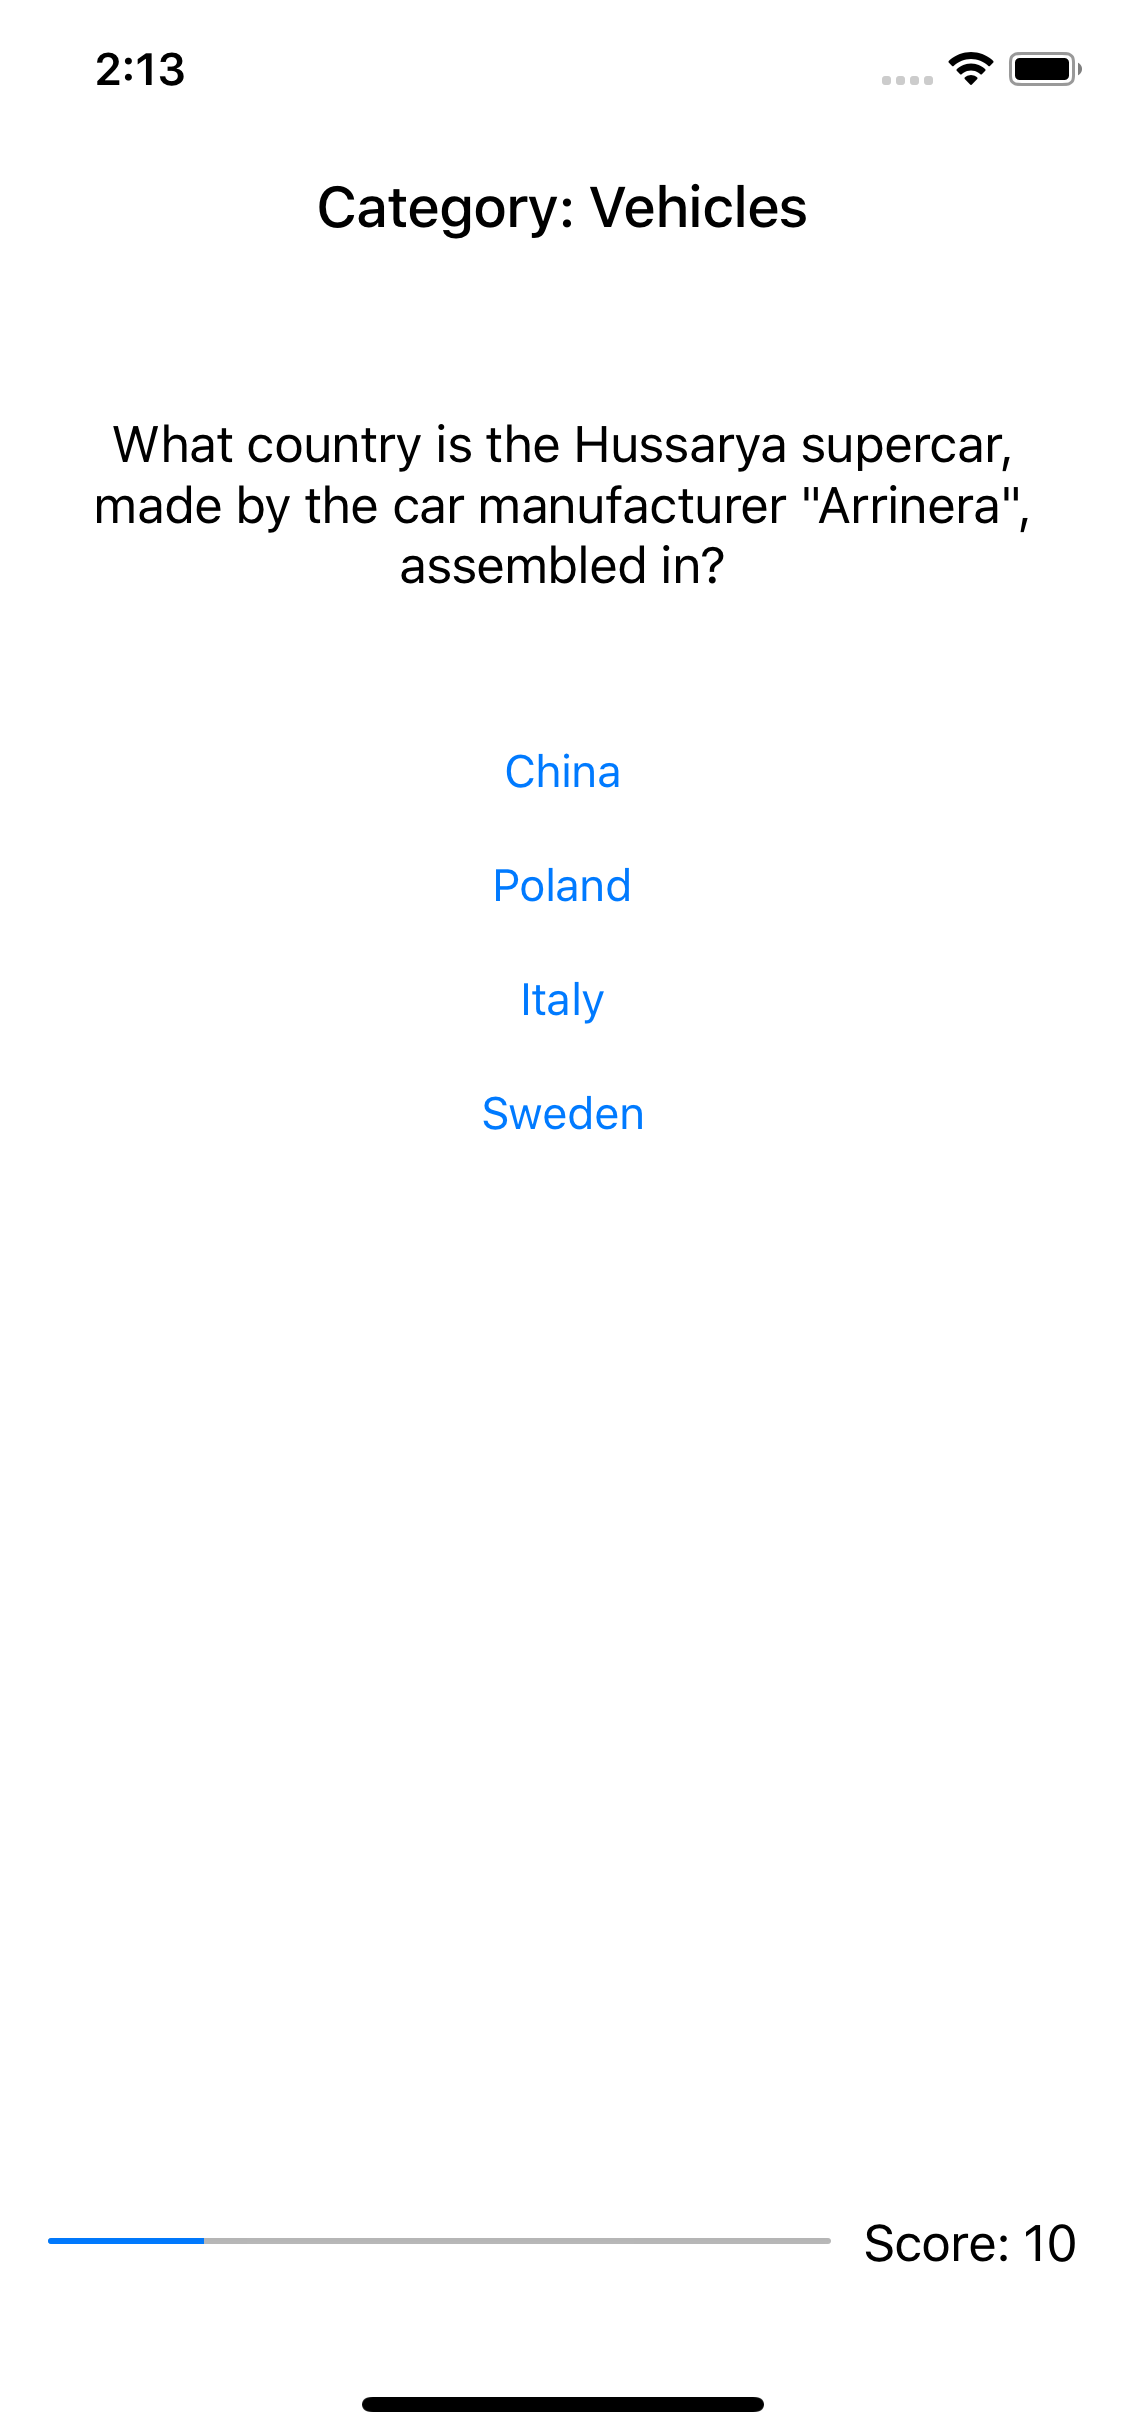 2:13
Category: Vehicles
What country is the Hussarya supercar,
made by the car manufacturer "Arrinera",
assembled in?
China
Poland
Italy
Sweden
Score: 10